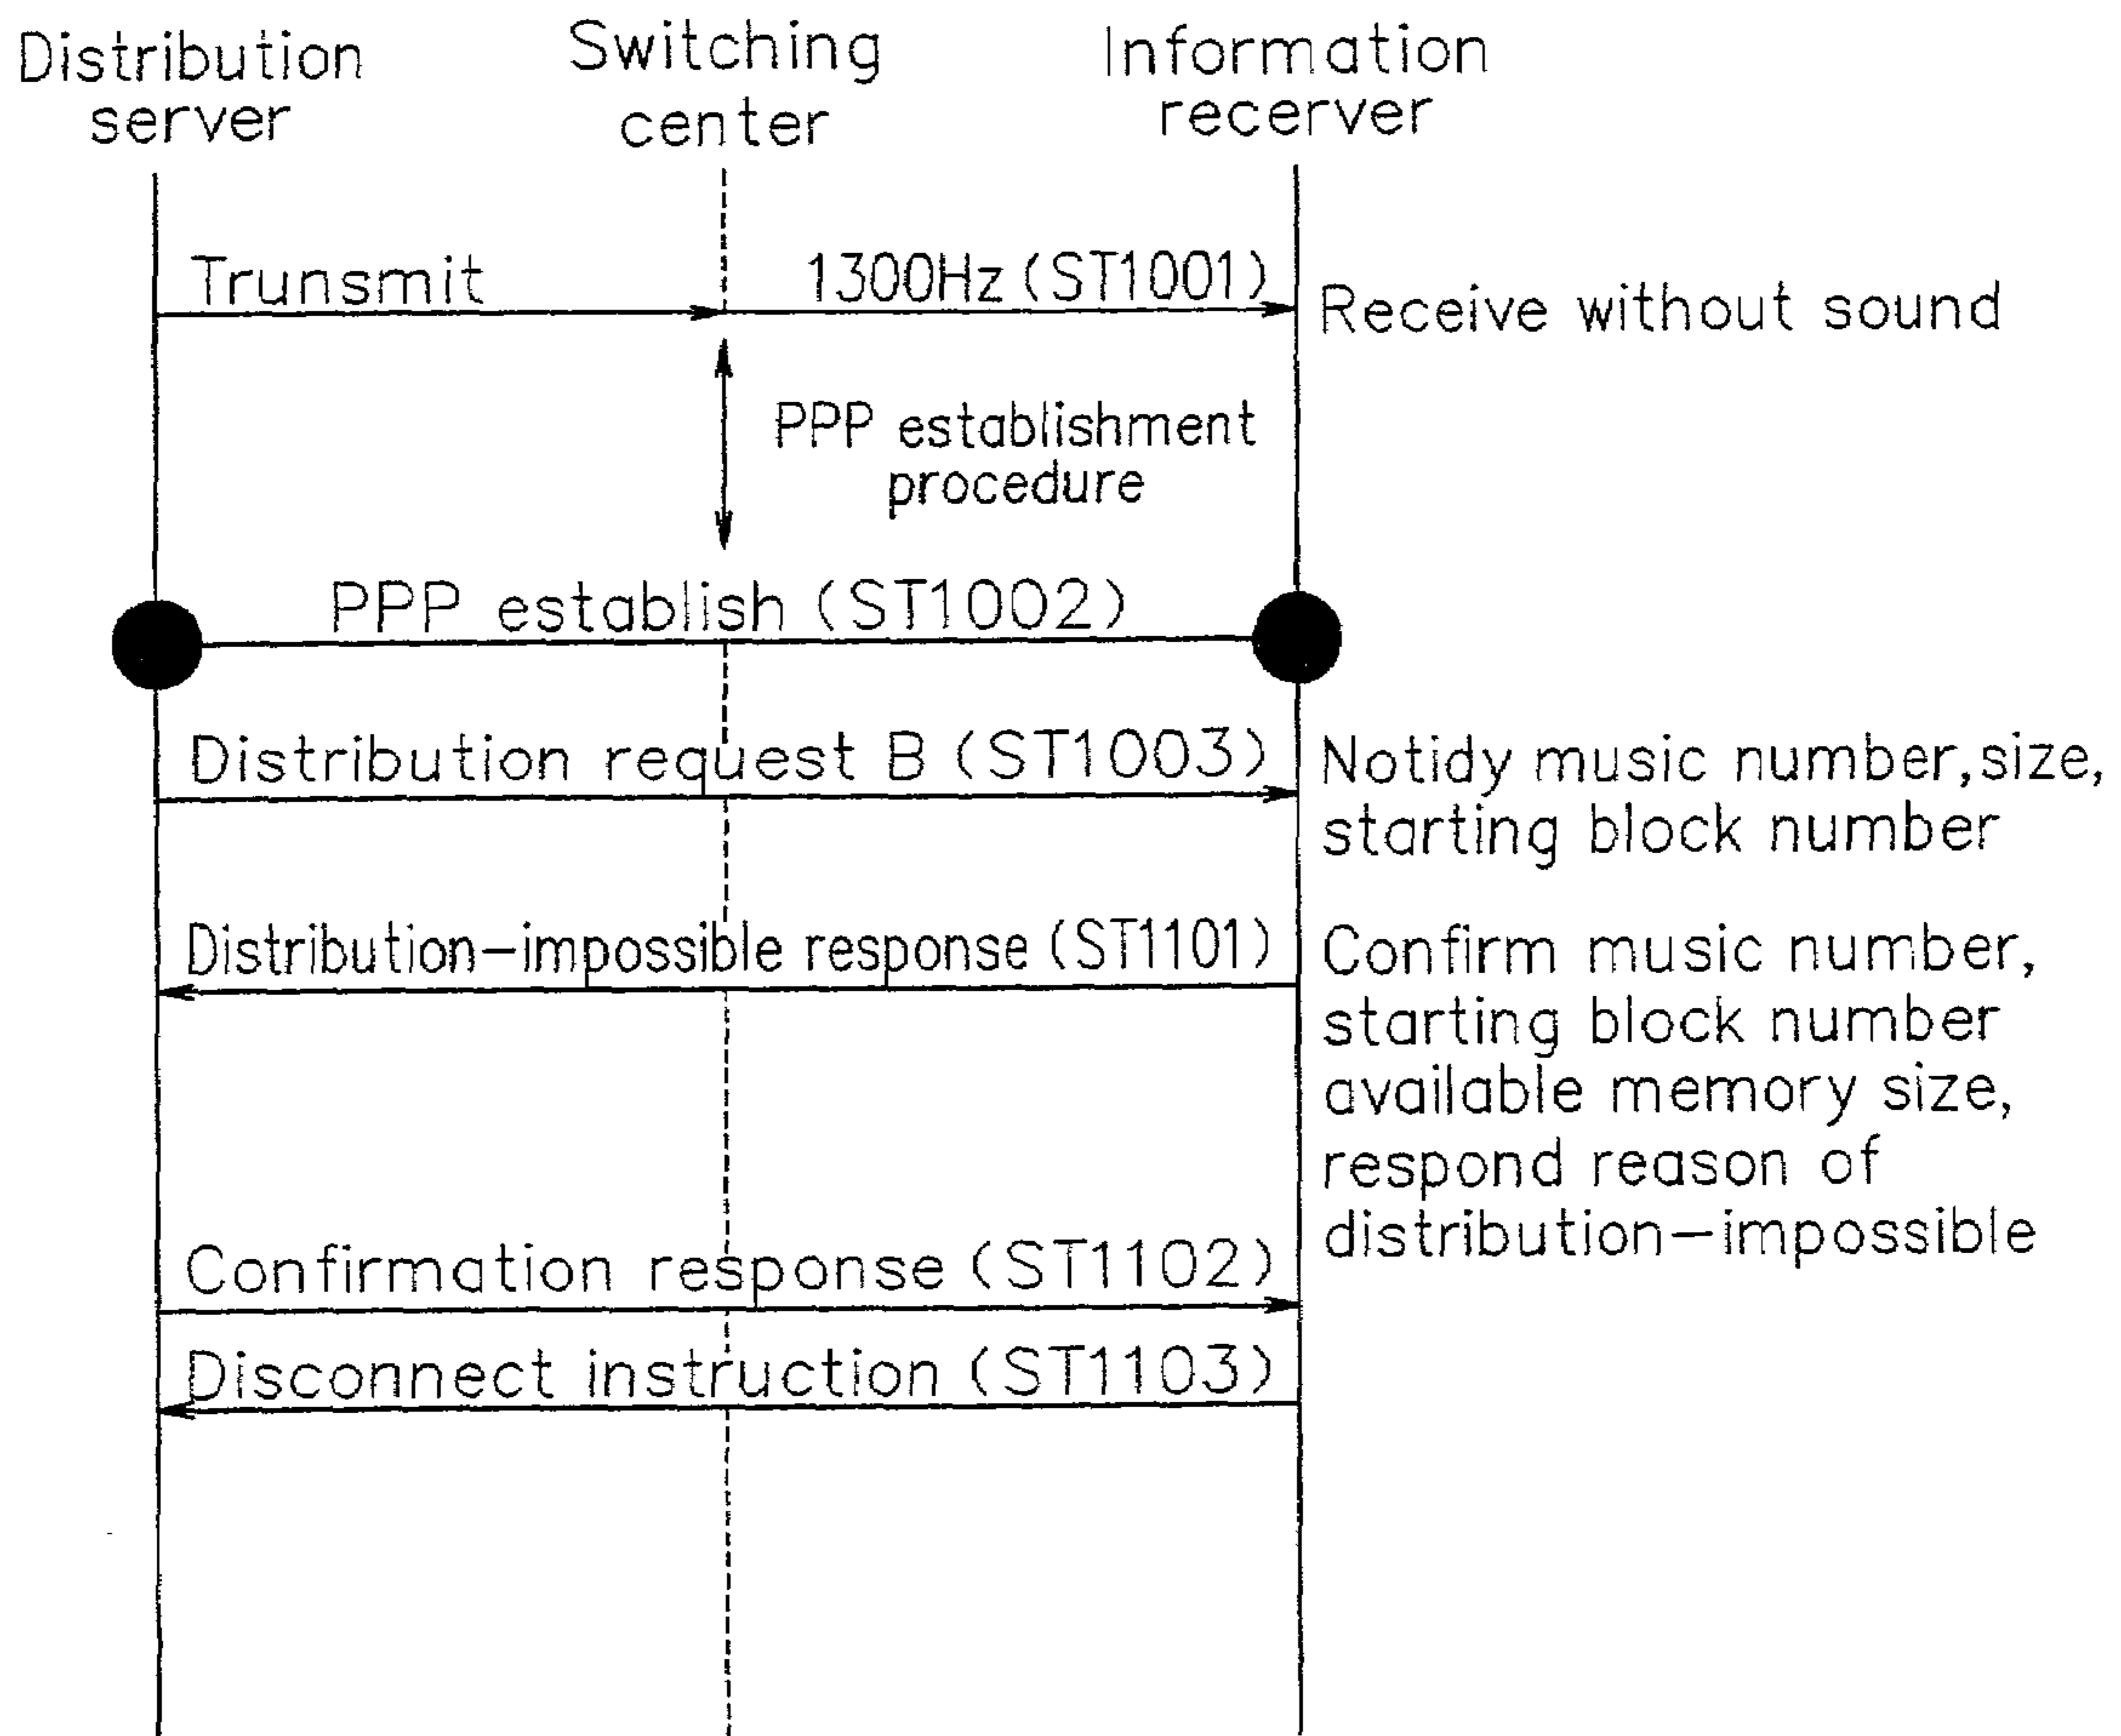 Distribution
server
Switching
center
Information
recerver
Trunsmit
1300Hz (ST1001)
Receive without sound
PPP establishment
procedure
PPP establish (ST1002)
Distribution request B (ST1003)
Notidy music number, size,
starting block number
Distribution-impossible response (ST1101)
Confirm music number,
starting block number
available memory size,
respond reason of
distribution-impossible
Confirmation response (ST1102)
Disconnect instruction (ST1103)